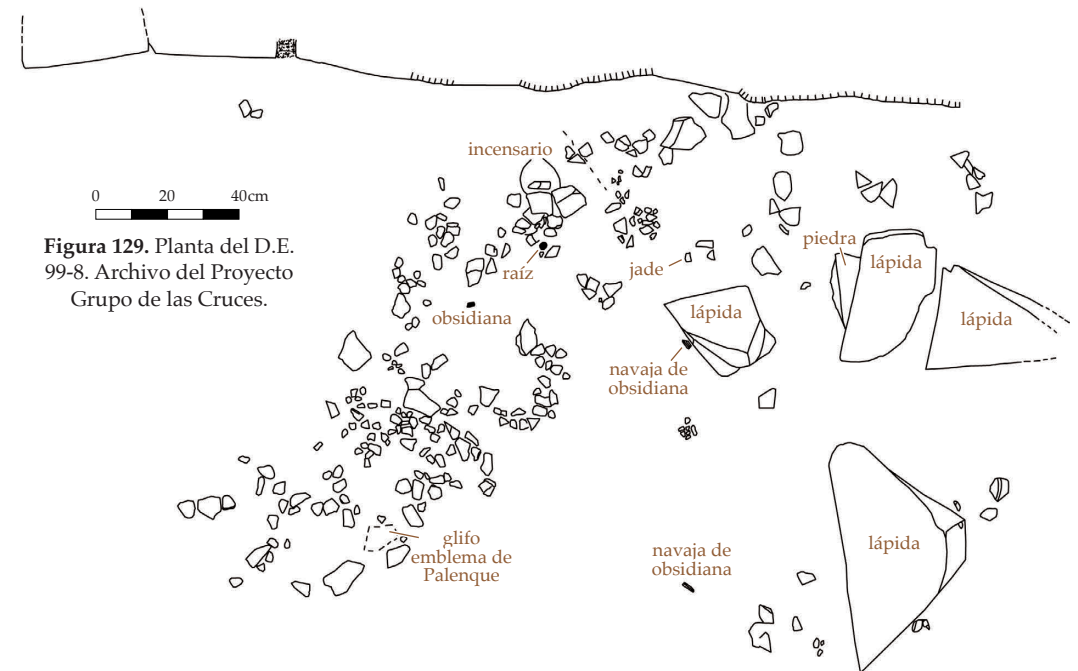 incensario
0 20 40cm
Figura 129. Planta del D.E.
99-8. Archivo del Proyecto
Grupo de las Cruces.
raíz
jade
piedra
lápida
obsidiana
lápida
lápida
navaja de
obsidiana
glifo
emblema de
Palenque
navaja de
obsidiana
lápida